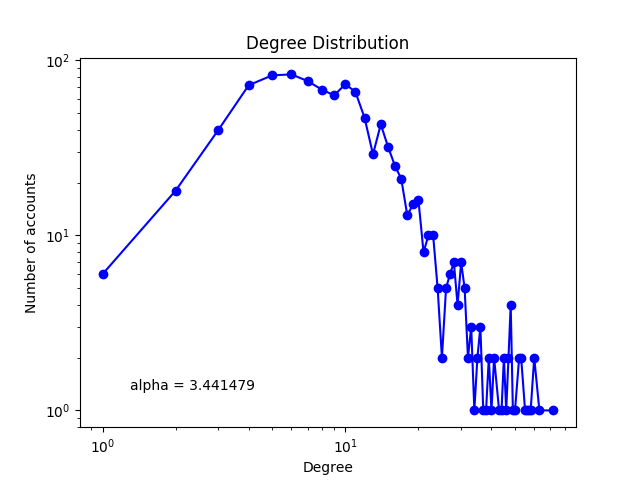 Degree Distribution
10²
10¹
10⁰
Number of accounts
alpha = 3.441479
10⁰ 10¹
Degree